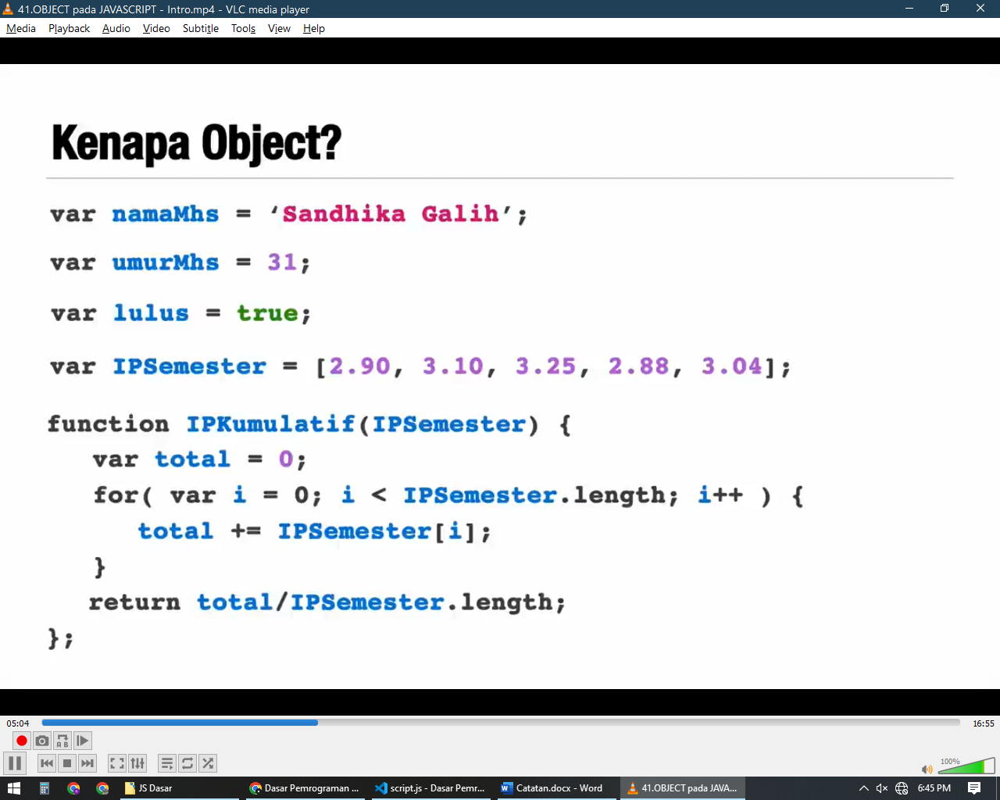 41.OBJECT pada JAVASCRIPT - Intro.mp4 - VLC media player
Media Playback Audio Video Subtitle Tools View Help
Kenapa Object?
var namaMhs = ‘Sandhika Galih’;
var umurMhs = 31;
var lulus = true;
var IPSemester = [2.90, 3.10, 3.25, 2.88, 3.04];
function IPKumulatif(IPSemester) {
var total = 0;
for( var i = 0; i < IPSemester.length; i++ ) {
total += IPSemester[i];
}
return total/IPSemester.length;
};
05:04 16:55
A B
100%
JS Dasar Dasar Pemrograman ... script.js - Dasar Pemr... Catatan.docx - Word 41.OBJECT pada JAVA... 6:45 PM